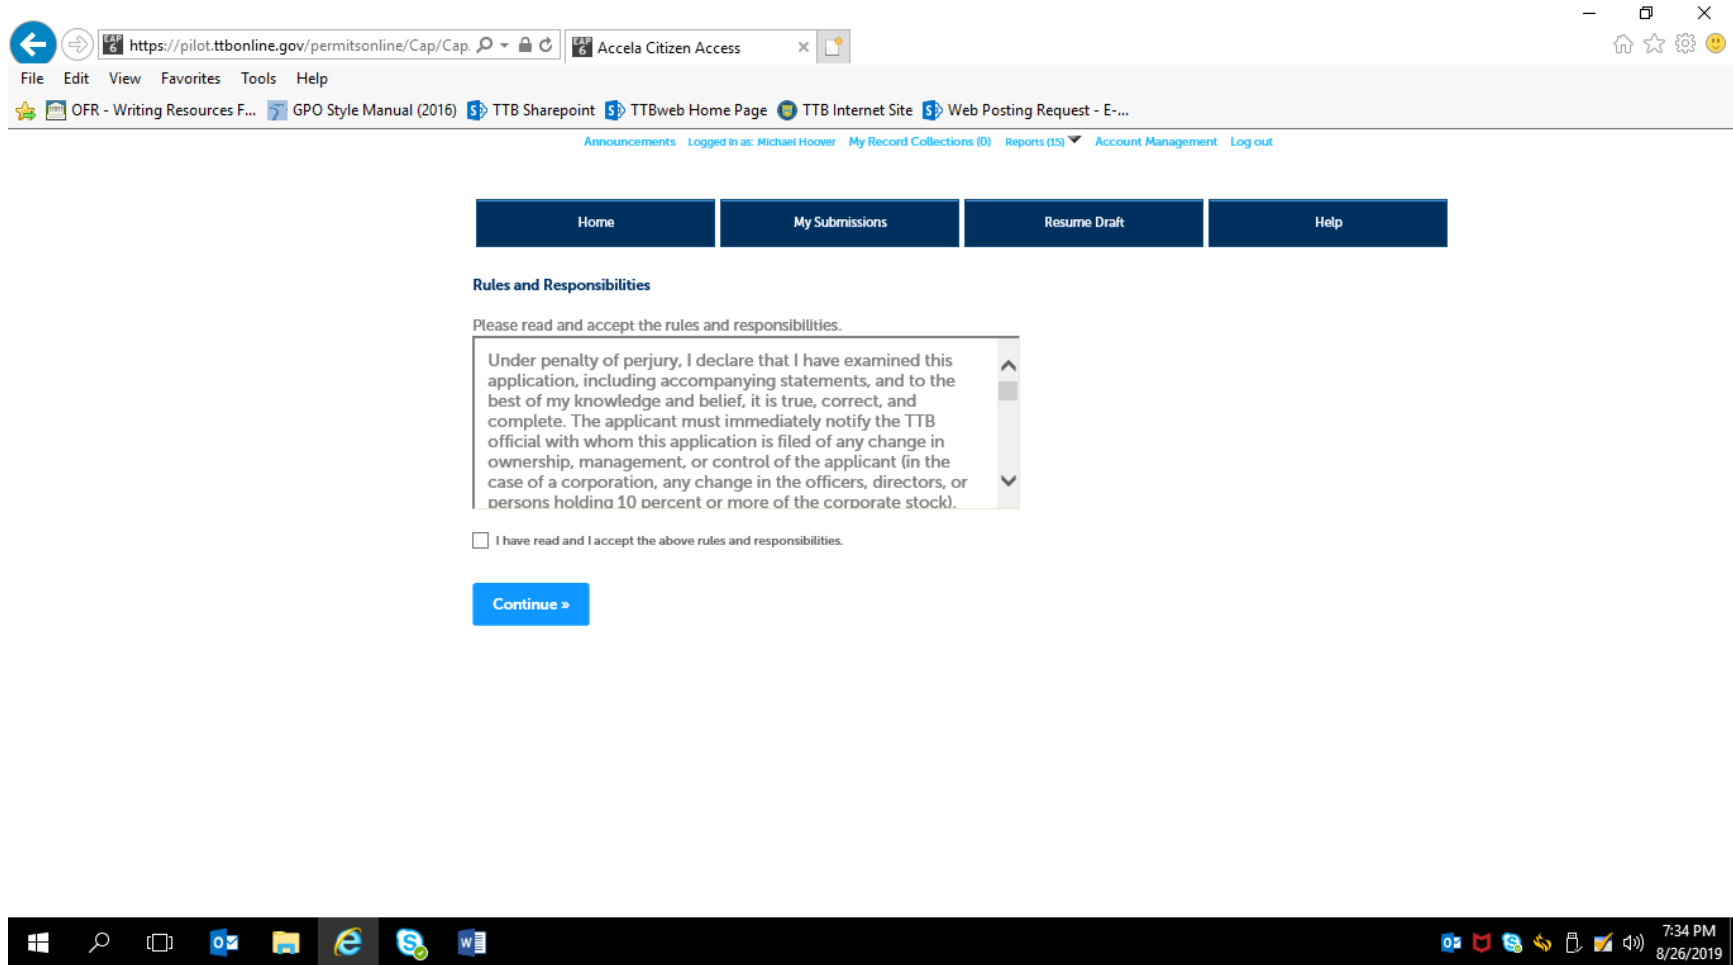 https://pilot.ttbonline.gov/permitsonline/Cap/Cap.
Accela Citizen Access
File Edit View Favorites Tools Help
OFR - Writing Resources F... GPO Style Manual (2016) TTB Sharepoint TTBweb Home Page TTB Internet Site Web Posting Request - E-...
Announcements Logged in as: Michael Hoover My Record Collections (0) Reports (15) Account Management Log out
Home My Submissions Resume Draft Help
Rules and Responsibilities
Please read and accept the rules and responsibilities.
Under penalty of perjury, I declare that I have examined this
application, including accompanying statements, and to the
best of my knowledge and belief, it is true, correct, and
complete. The applicant must immediately notify the TTB
official with whom this application is filed of any change in
ownership, management, or control of the applicant (in the
case of a corporation, any change in the officers, directors, or
persons holding 10 percent or more of the corporate stock).
I have read and I accept the above rules and responsibilities.
Continue »
7:34 PM
8/26/2019